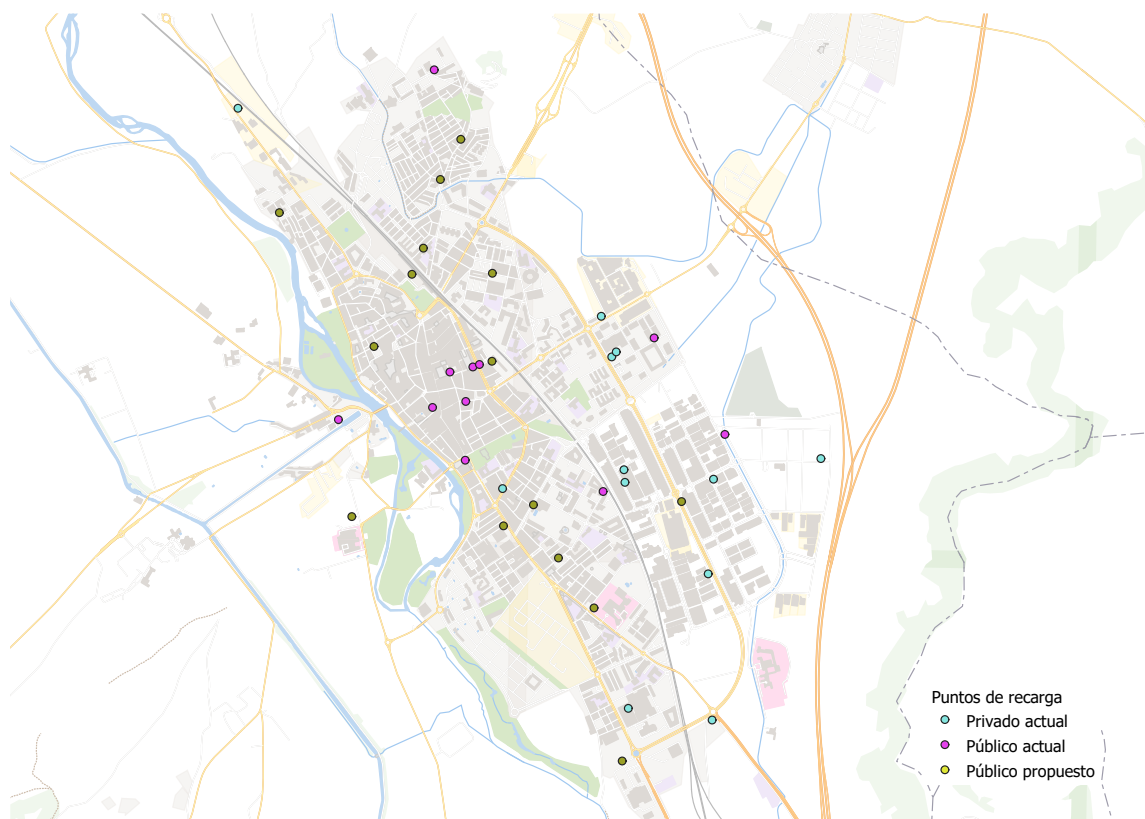 Puntos de recarga
Privado actual
Público actual
Público propuesto